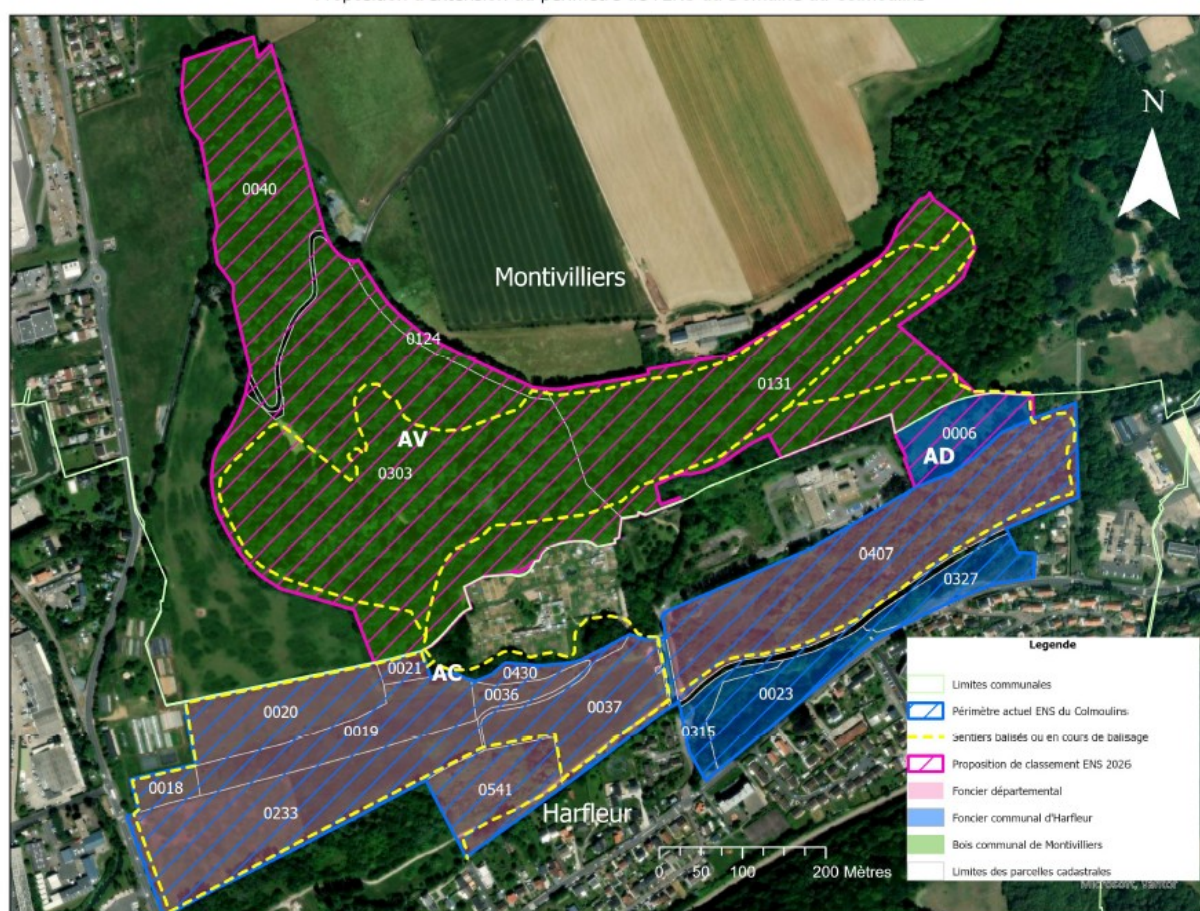 N
0040
Montivilliers
0124
0131
AV
0303
0006
AD
0407
0327
0021
AC
0430
0036
0020
0037
0019
0023
0315
0018
0541
0233
Harfleur
0 50 100 200 Mètres
Legende
Limites communales
Périmètre actuel ENS du Colmoulins
Sentiers balisés ou en cours de balisage
Proposition de classement ENS 2026
Foncier départemental
Foncier communal d'Harfleur
Bois communal de Montivilliers
Limites des parcelles cadastrales
Microsoft, Vantor